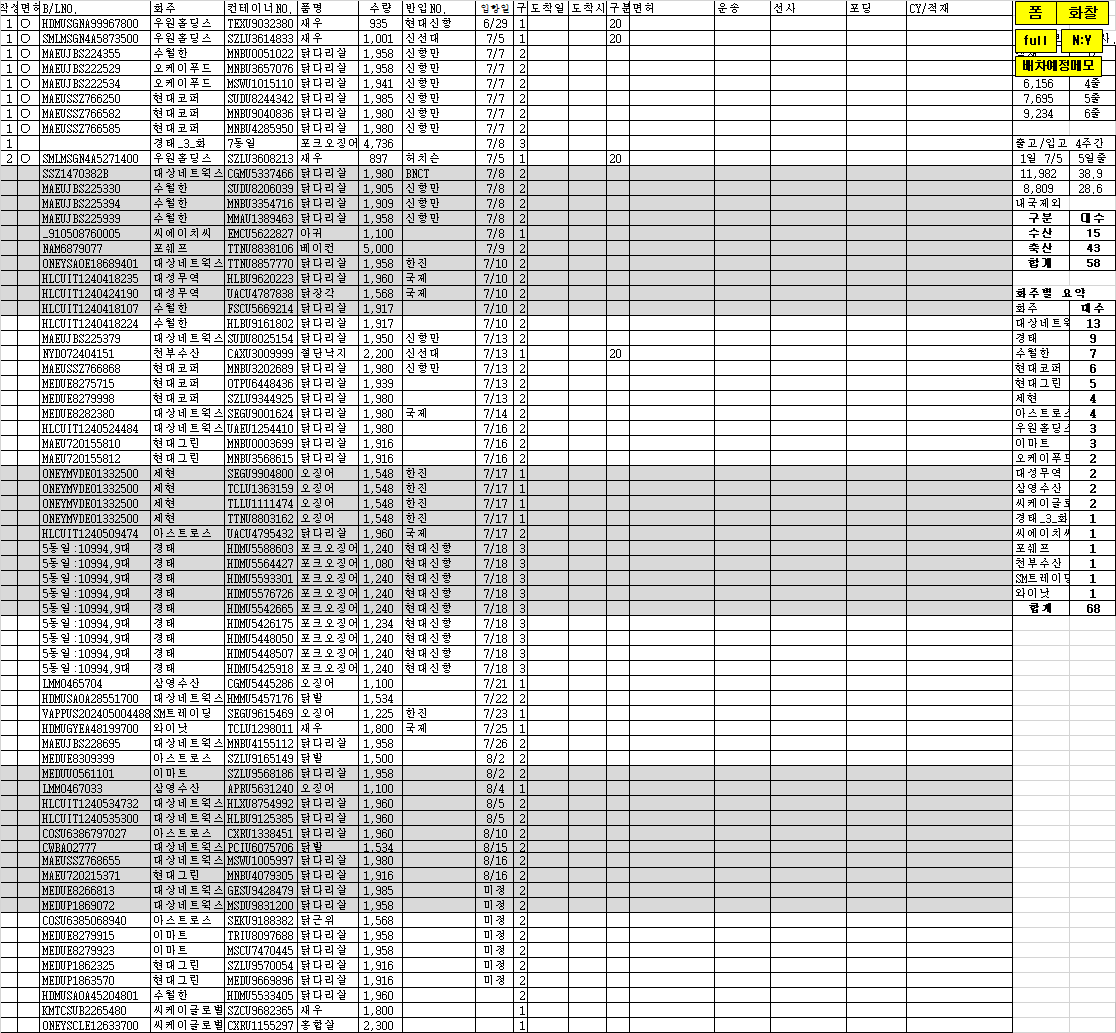 작성 면허 B/LNO. 화주 컨테이너NO. 품명 수량 반입NO. 입항일 구 도착일 도착시 구분 면허 운송 선사 포딩 CY/적재 폼 화찰
1 ○ HDMUSGNA99967800 우원홀딩스 TEXU9032380 새우 935 현대신항 6/29 1 20
1 ○ SMLMSGN4A5873500 우원홀딩스 SZLU3614833 새우 1,001 신선대 7/5 1 20 full N:Y
1 ○ MAEUJBS224355 수월한 MNBU0051022 닭다리살 1,958 신항만 7/7 2
1 ○ MAEUJBS222529 오케이푸드 MNBU3657076 닭다리살 1,958 신항만 7/7 2 배차예정메모
1 ○ MAEUJBS222534 오케이푸드 MSWU1015110 닭다리살 1,941 신항만 7/7 2 6,156 4줄
1 ○ MAEUSSZ766250 현대코퍼 SUDU8244342 닭다리살 1,985 신항만 7/7 2 7,695 5줄
1 ○ MAEUSSZ766582 현대코퍼 MNBU9040836 닭다리살 1,980 신항만 7/7 2 9,234 6줄
1 ○ MAEUSSZ766585 현대코퍼 MNBU4285950 닭다리살 1,980 신항만 7/7 2
1 경태_3_화 7동일 포크오징어 4,736 7/8 3 출고/입고 4주간
2 ○ SMLMSGN4A5271400 우원홀딩스 SZLU3608213 새우 897 허치슨 7/5 1 20 1일 7/5 5일줄
SSZ1470382B 대상네트웍스 CGMU5337466 닭다리살 1,980 BNCT 7/8 2 11,982 38.9
MAEUJBS225330 수월한 SUDU8206039 닭다리살 1,905 신항만 7/8 2 8,809 28.6
MAEUJBS225394 수월한 MNBU3354716 닭다리살 1,909 신항만 7/8 2 내국제외
MAEUJBS225939 수월한 MMAU1389463 닭다리살 1,958 신항만 7/8 2 구분 대수
_910508760005 씨에이치씨 EMCU5622827 아귀 1,100 7/8 1 수산 15
NAM6879077 포쉐프 TTNU8838106 베이컨 5,000 7/9 2 축산 43
ONEYSAOE18689401 대상네트웍스 TTNU8857770 닭다리살 1,958 한진 7/10 2 합계 58
HLCUIT1240418235 대성무역 HLBU9620223 닭다리살 1,960 국제 7/10 2
HLCUIT1240424190 대성무역 UACU4787838 닭장각 1,568 국제 7/10 2 화주별 요약
HLCUIT1240418107 수월한 FSCU5669214 닭다리살 1,917 7/10 2 화주 대수
HLCUIT1240418224 수월한 HLBU9161802 닭다리살 1,917 7/10 2 대상네트웍 13
MAEUJBS225379 대상네트웍스 SUDU8025154 닭다리살 1,950 신항만 7/13 2 경태 9
NYD072404151 천부수산 CAXU3009999 절단낙지 2,200 신선대 7/13 1 20 수월한 7
MAEUSSZ766868 현대코퍼 MNBU3202689 닭다리살 1,980 신항만 7/13 2 현대코퍼 6
MEDUE8275715 현대코퍼 OTPU6448436 닭다리살 1,939 7/13 2 현대그린 5
MEDUE8279998 현대코퍼 SZLU9344925 닭다리살 1,980 7/13 2 세현 4
MEDUE8282380 대상네트웍스 SEGU9001624 닭다리살 1,980 국제 7/14 2 아스트로스 4
HLCUIT1240524484 대상네트웍스 UAEU1254410 닭다리살 1,980 7/16 2 우원홀딩스 3
MAEU720155810 현대그린 MNBU0003699 닭다리살 1,916 7/16 2 이마트 3
MAEU720155812 현대그린 MNBU3568615 닭다리살 1,916 7/16 2 오케이푸드 2
ONEYMVDE01332500 세현 SEGU9904800 오징어 1,548 한진 7/17 1 대성무역 2
ONEYMVDE01332500 세현 TCLU1363159 오징어 1,548 한진 7/17 1 삼영수산 2
ONEYMVDE01332500 세현 TLLU1111474 오징어 1,548 한진 7/17 1 씨케이글로 2
ONEYMVDE01332500 세현 TTNU8803162 오징어 1,548 한진 7/17 1 경태_3_화 1
HLCUIT1240509474 아스트로스 UACU4795432 닭다리살 1,960 국제 7/17 2 씨에이치씨 1
5동일:10994,9대 경태 HDMU5588603 포크오징어 1,240 현대신항 7/18 3 포쉐프 1
5동일:10994,9대 경태 HDMU5564427 포크오징어 1,080 현대신항 7/18 3 천부수산 1
5동일:10994,9대 경태 HDMU5593301 포크오징어 1,240 현대신항 7/18 3 SM트레이딩 1
5동일:10994,9대 경태 HDMU5576726 포크오징어 1,240 현대신항 7/18 3 와이낫 1
5동일:10994,9대 경태 HDMU5542665 포크오징어 1,240 현대신항 7/18 3 합계 68
5동일:10994,9대 경태 HDMU5426175 포크오징어 1,234 현대신항 7/18 3
5동일:10994,9대 경태 HDMU5448050 포크오징어 1,240 현대신항 7/18 3
5동일:10994,9대 경태 HDMU5448507 포크오징어 1,240 현대신항 7/18 3
5동일:10994,9대 경태 HDMU5425918 포크오징어 1,240 현대신항 7/18 3
LMM0465704 삼영수산 CGMU5445286 오징어 1,100 7/21 1
HDMUSAOA28551700 대상네트웍스 HMMU5457176 닭발 1,534 7/22 2
VAPPUS202405004488 SM트레이딩 SEGU9615469 오징어 1,225 한진 7/23 1
HDMUGYEA48199700 와이낫 TCLU1298011 새우 1,800 국제 7/25 1
MAEUJBS228695 대상네트웍스 MNBU4155112 닭다리살 1,958 7/26 2
MEDUE8309399 아스트로스 SZLU9165149 닭발 1,500 8/2 2
MEDUU0561101 이마트 SZLU9568186 닭다리살 1,958 8/2 2
LMM0467033 삼영수산 APRU5631240 오징어 1,100 8/4 1
HLCUIT1240534732 대상네트웍스 HLXU8754992 닭다리살 1,960 8/5 2
HLCUIT1240535300 대상네트웍스 HLBU9125385 닭다리살 1,960 8/5 2
COSU6386797027 아스트로스 CXRU1338451 닭다리살 1,960 8/10 2
CWBA02777 대상네트웍스 PCIU6075706 닭발 1,534 8/15 2
MAEUSSZ768655 대상네트웍스 MSWU1005997 닭다리살 1,980 8/16 2
MAEU720215371 현대그린 MNBU4079305 닭다리살 1,916 8/16 2
MEDUE8266813 대상네트웍스 GESU9428479 닭다리살 1,985 미정 2
MEDUP1869072 대상네트웍스 MSDU9831200 닭다리살 1,958 미정 2
COSU6385068940 아스트로스 SEKU9188382 닭근위 1,568 미정 2
MEDUE8279915 이마트 TRIU8097688 닭다리살 1,958 미정 2
MEDUE8279923 이마트 MSCU7470445 닭다리살 1,958 미정 2
MEDUP1862325 현대그린 SZLU9570054 닭다리살 1,916 미정 2
MEDUP1863570 현대그린 MEDU9669896 닭다리살 1,916 미정 2
HDMUSAOA45204801 수월한 HDMU5533405 닭다리살 1,960 2
KMTCSUB2265480 씨케이글로벌 SZCU9682365 새우 1,800 1
ONEYSCLE12633700 씨케이글로벌 CXRU1155297 홍합살 2,300 1